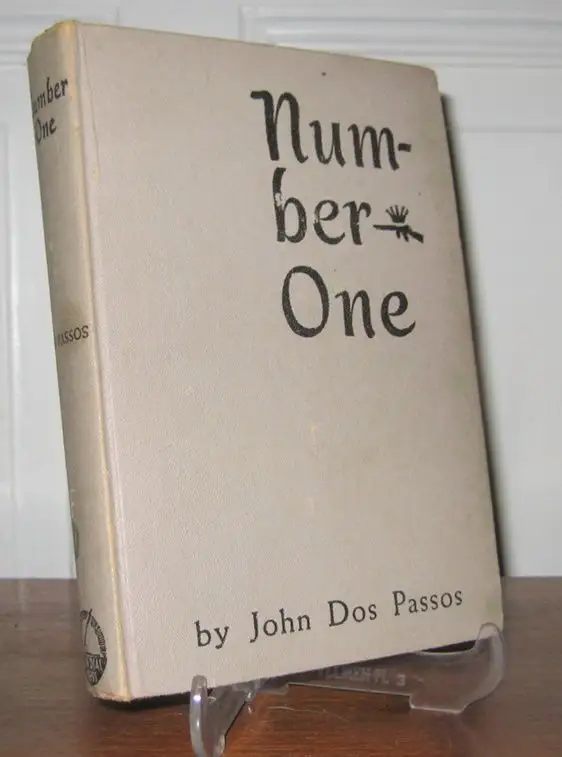 Num-
ber
One
by John Dos Passos
Number
One
PASSOS